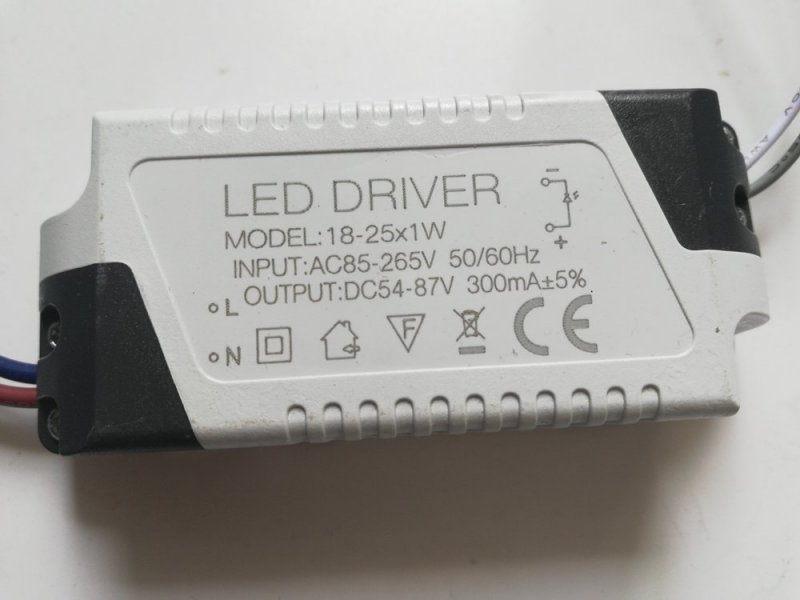 LED DRIVER
MODEL:18-25x1W
INPUT:AC85-265V 50/60Hz
OUTPUT:DC54-87V 300mA±5%
L
N
F
CE
−
+